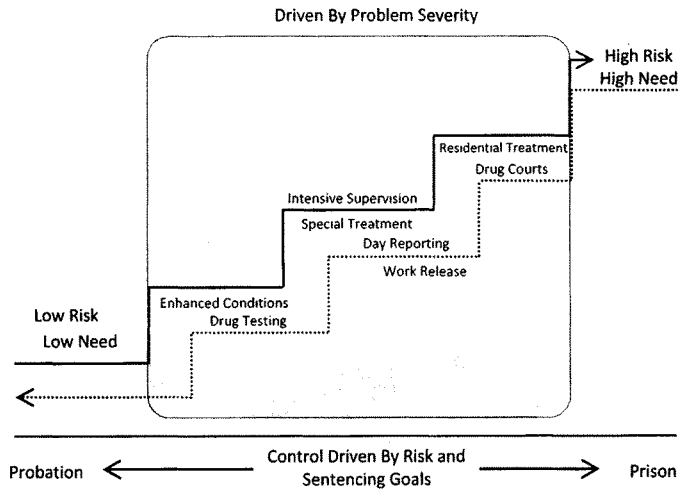 Driven By Problem Severity
High Risk
High Need
Residential Treatment
Drug Courts
Intensive Supervision
Special Treatment
Day Reporting
Work Release
Enhanced Conditions
Drug Testing
Low Risk
Low Need
Probation
Control Driven By Risk and
Sentencing Goals
Prison